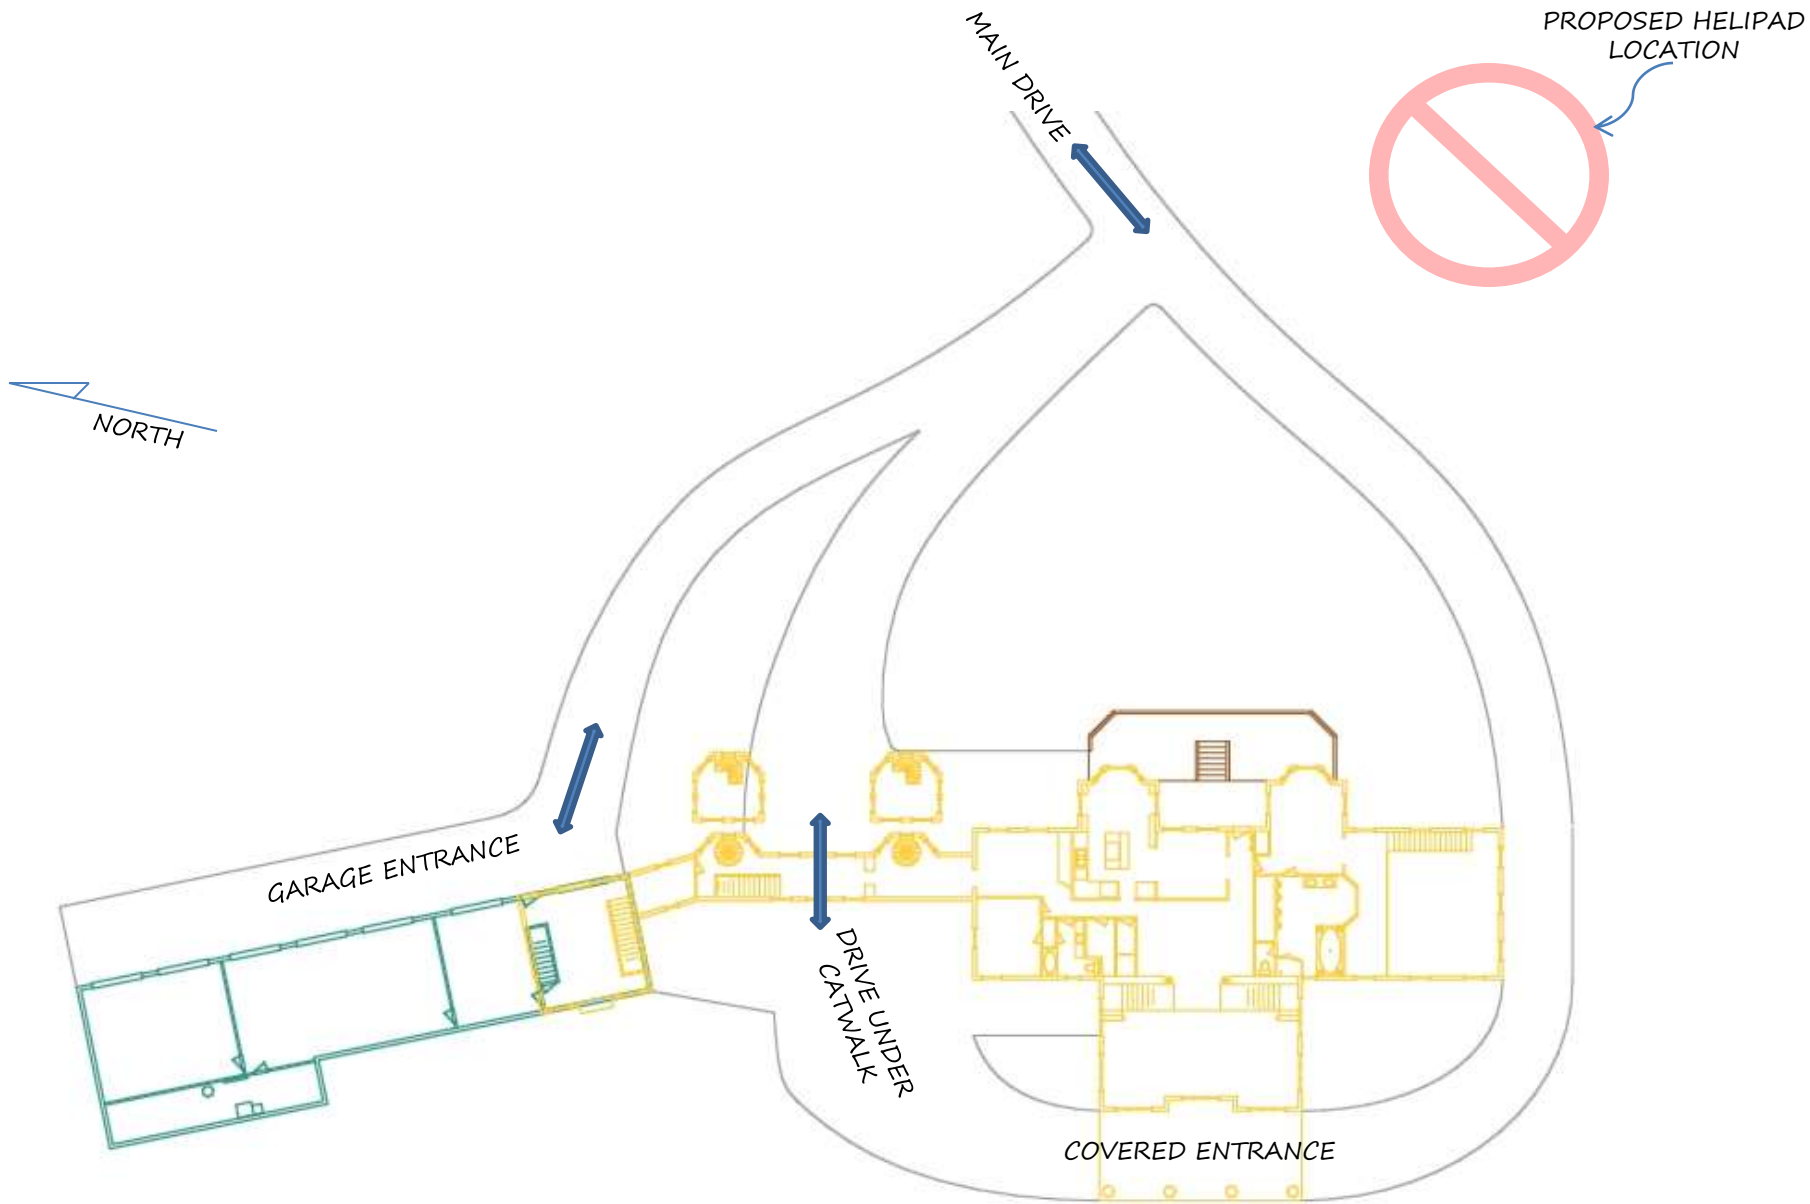 PROPOSED HELIPAD
LOCATION
MAIN DRIVE
NORTH
GARAGE ENTRANCE
DRIVE UNDER
CATWALK
COVERED ENTRANCE